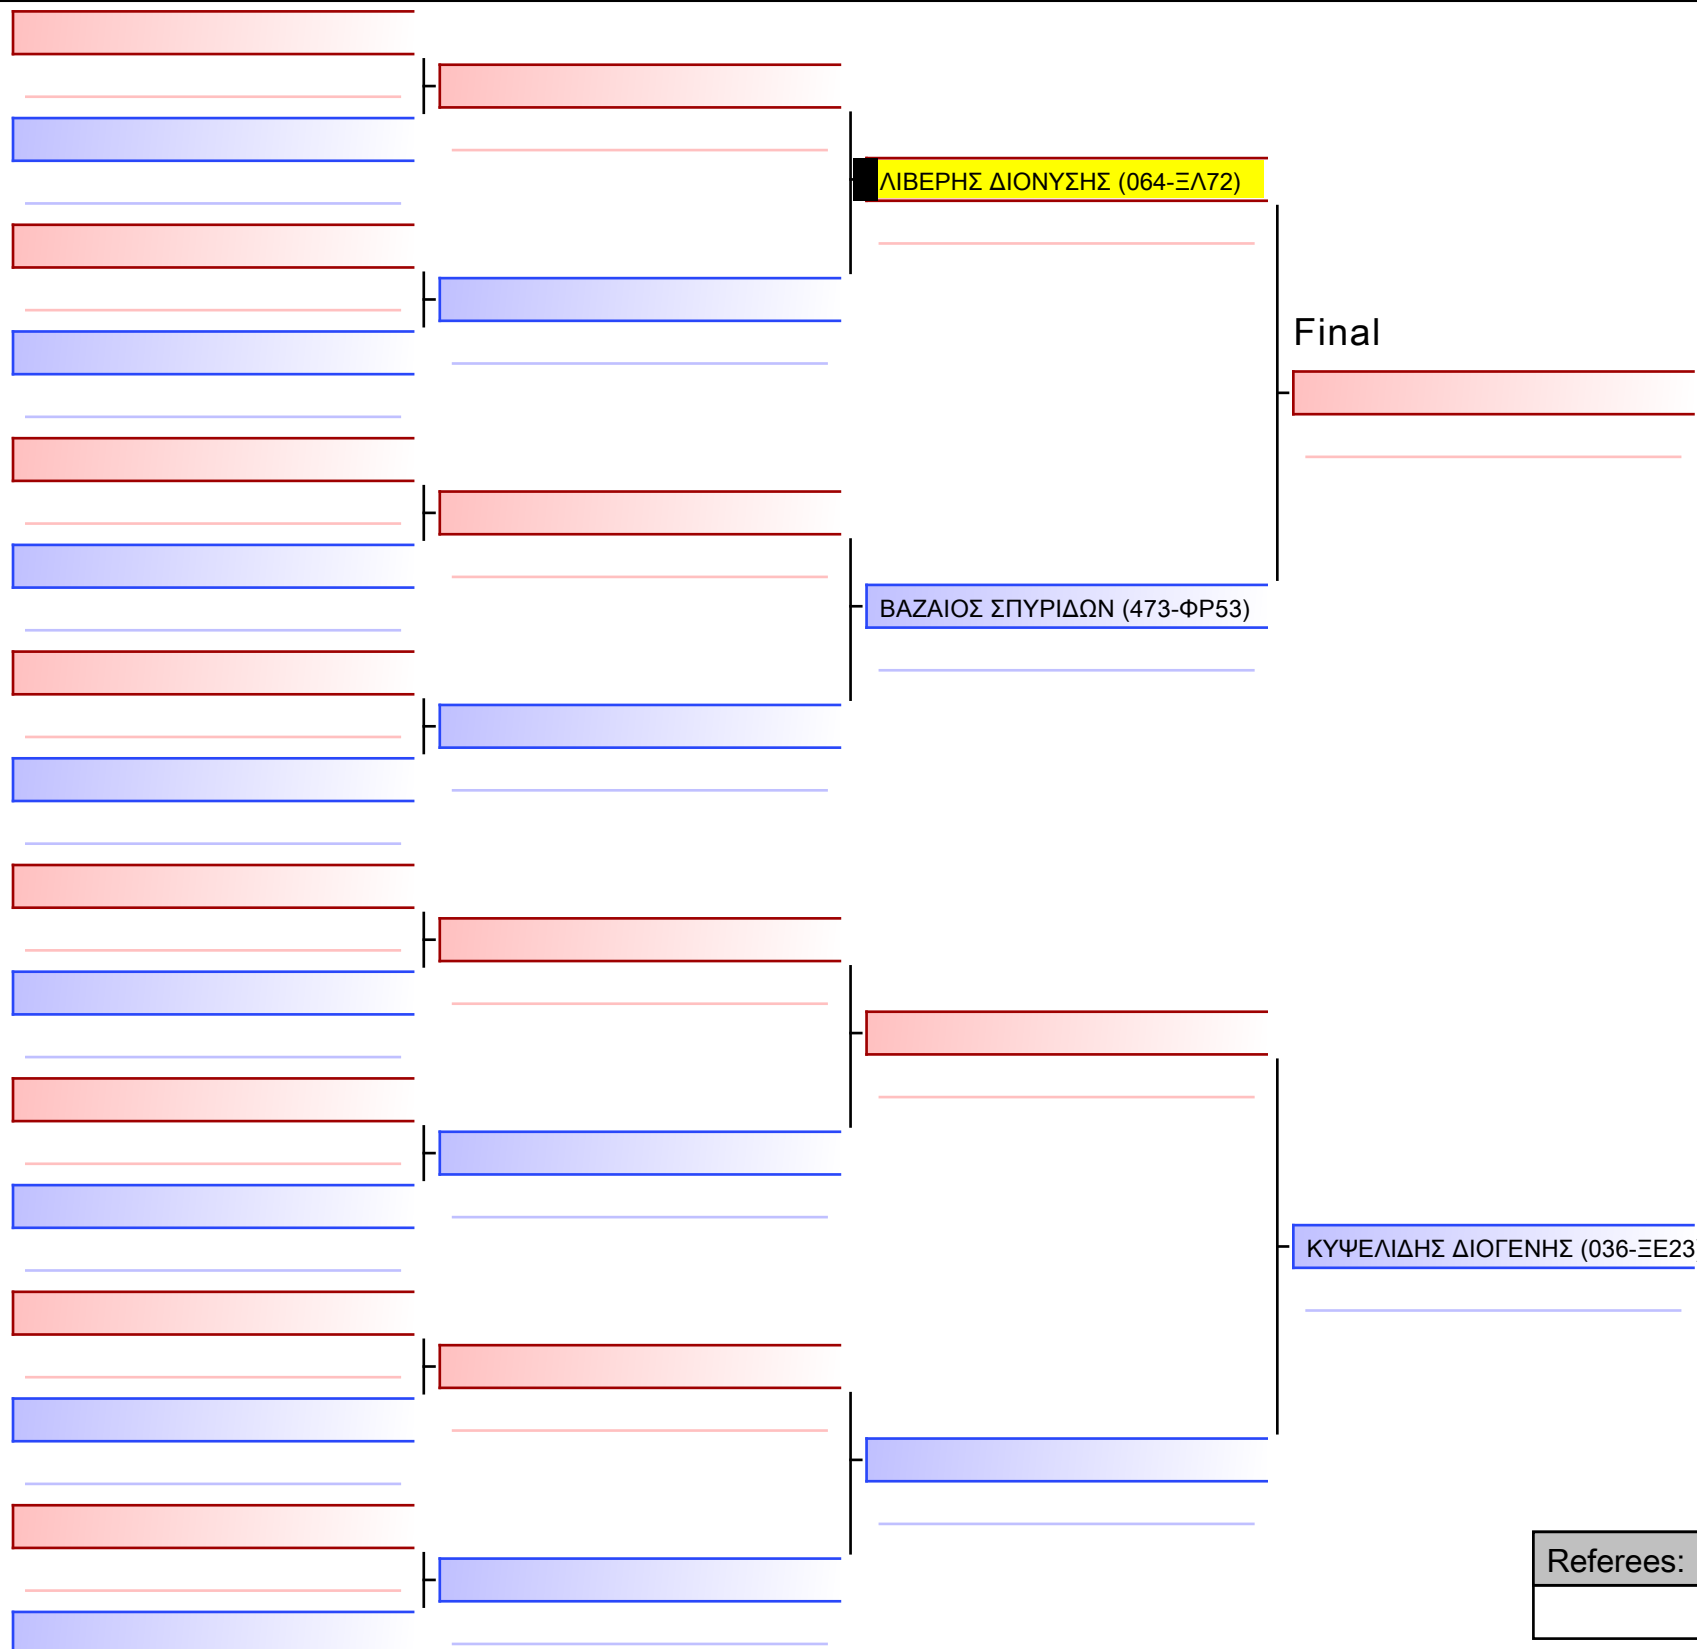 ΛΙΒΕΡΗΣ ΔΙΟΝΥΣΗΣ (064-ΞΛ72)
Final
ΒΑΖΑΙΟΣ ΣΠΥΡΙΔΩΝ (473-ΦΡ53)
ΚΥΨΕΛΙΔΗΣ ΔΙΟΓΕΝΗΣ (036-ΞΕ23)
Referees: